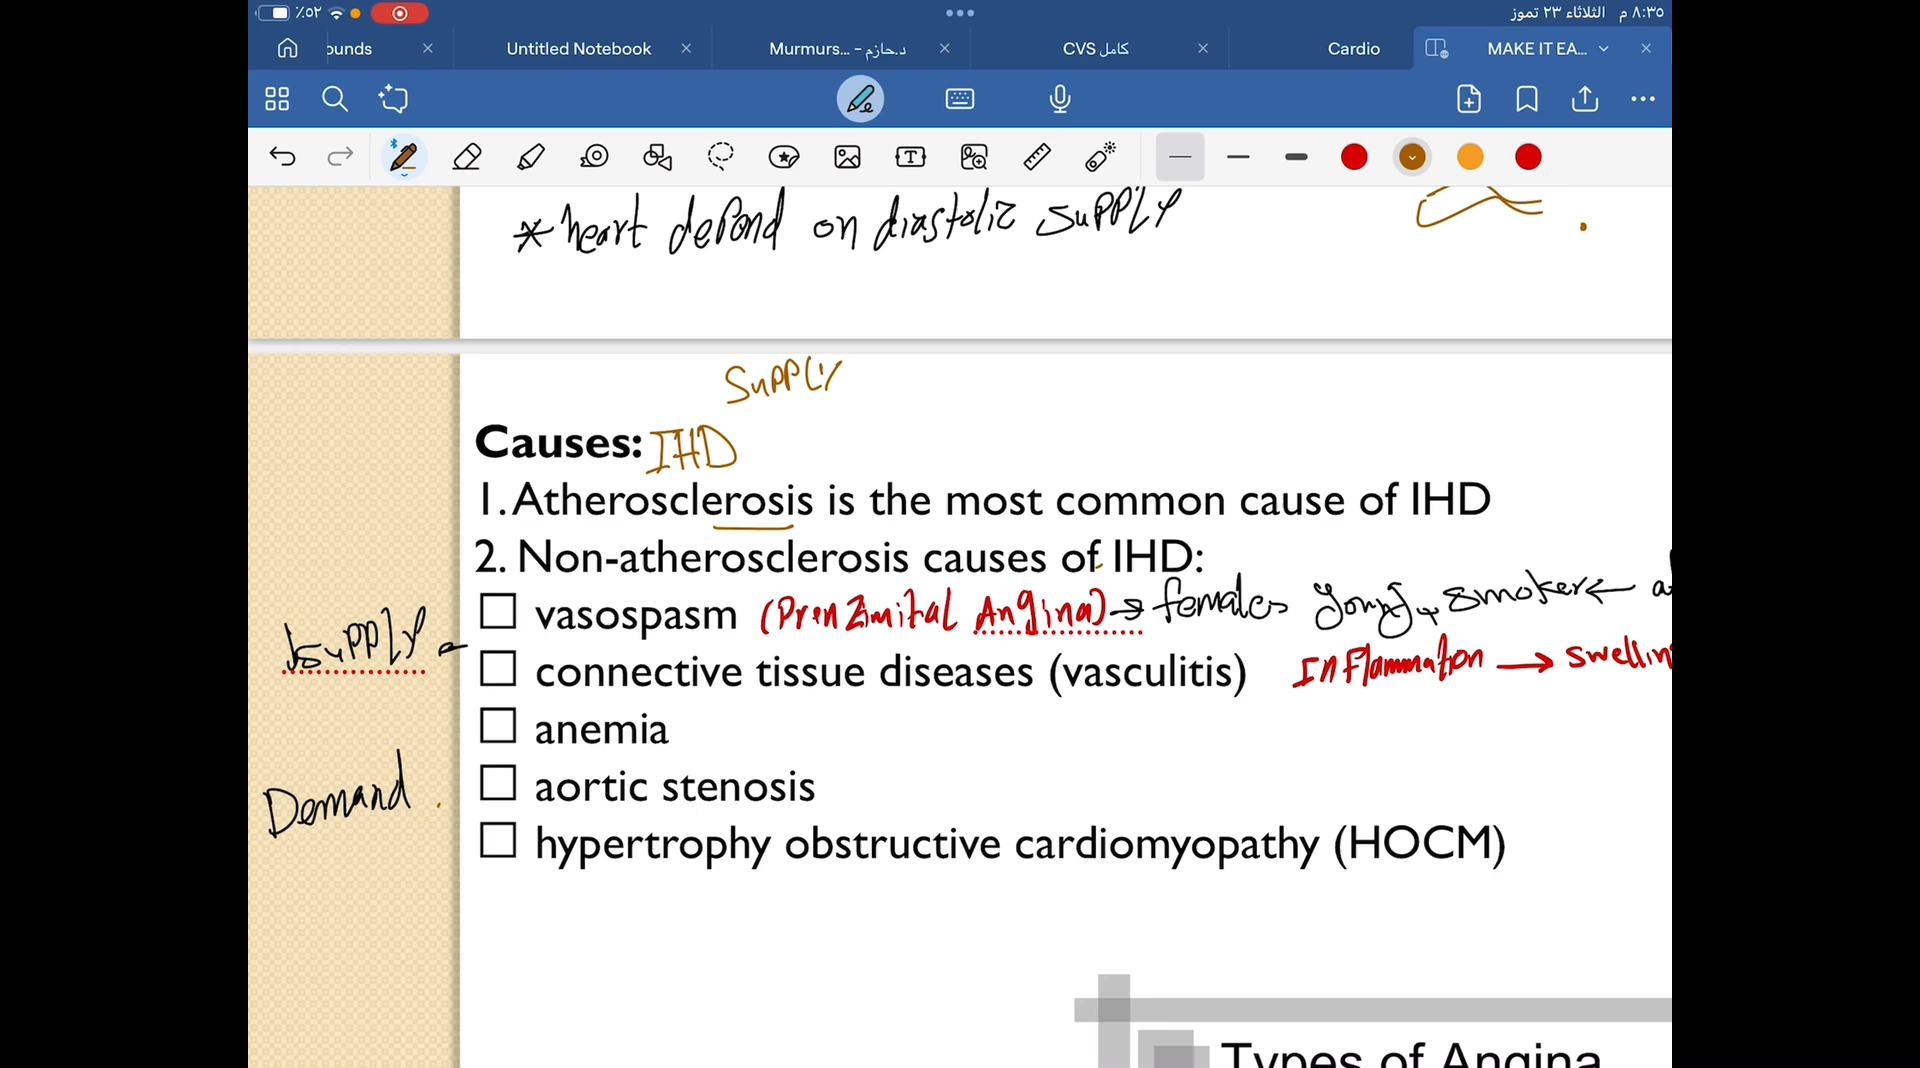 ٪٥٢ ٨:٣٥ م الثلاثاء ٢٣ تموز
ounds Untitled Notebook Murmurs... – د.حازم CVS كامل Cardio MAKE IT EA...
*heart depend on diastolic supply
Supply
Causes: IHD
1. Atherosclerosis is the most common cause of IHD
2. Non-atherosclerosis causes of IHD:
vasospasm (Prenzimital Angina) → females young, smoker ←
↓supply
connective tissue diseases (vasculitis) Inflammation → swellin
anemia
Demand
aortic stenosis
hypertrophy obstructive cardiomyopathy (HOCM)
Types of Angina